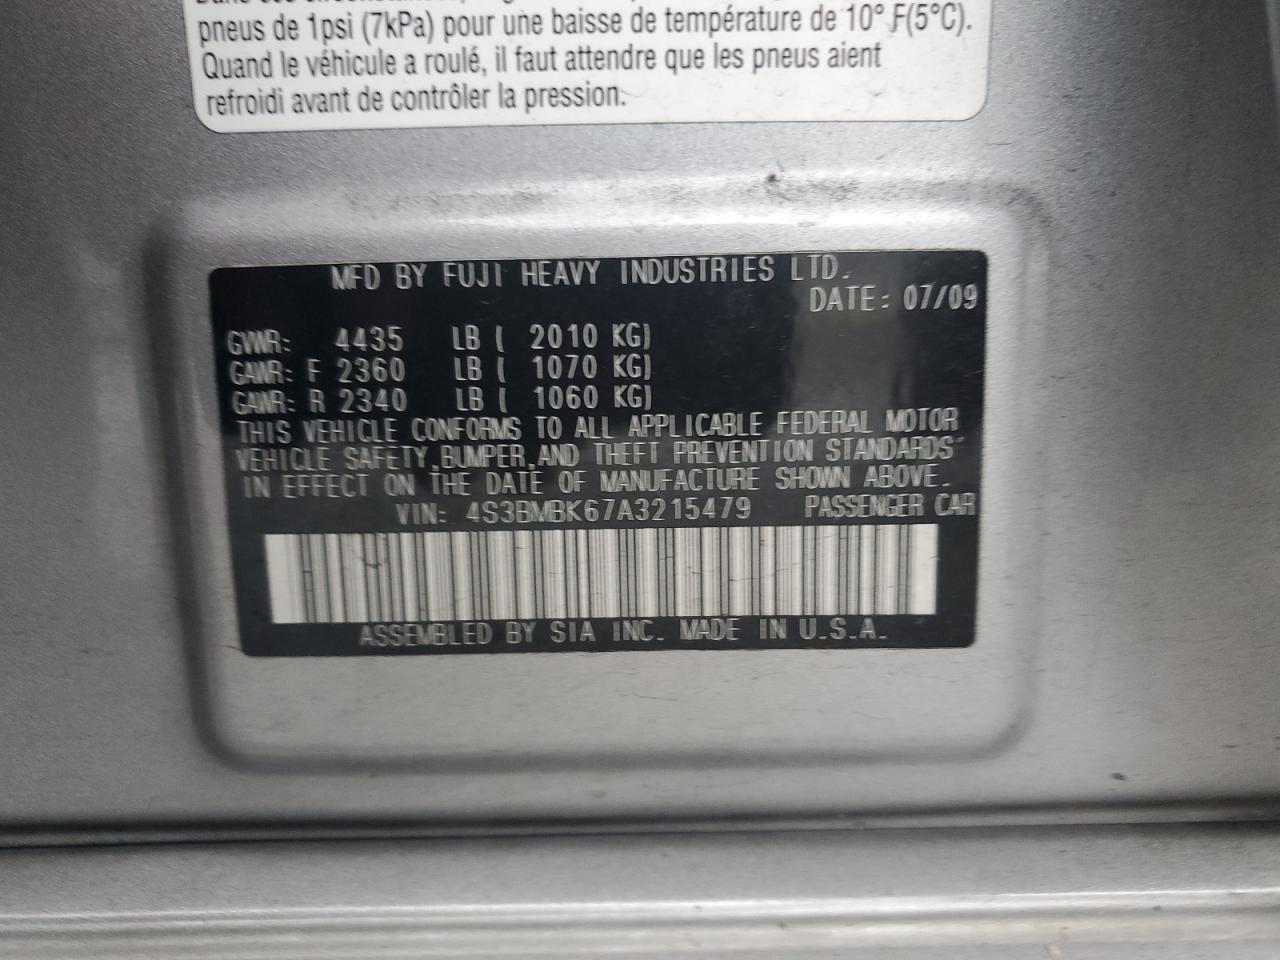 pneus de 1psi (7kPa) pour une baisse de température de 10° F(5°C).
Quand le véhicule a roulé, il faut attendre que les pneus aient
refroidi avant de contrôler la pression.
MFD BY FUJI HEAVY INDUSTRIES LTD.
DATE: 07/09
GVWR: 4435 LB ( 2010 KG)
GAWR: F 2360 LB ( 1070 KG)
GAWR: R 2340 LB ( 1060 KG)
THIS VEHICLE CONFORMS TO ALL APPLICABLE FEDERAL MOTOR
VEHICLE SAFETY,BUMPER,AND THEFT PREVENTION STANDARDS
IN EFFECT ON THE DATE OF MANUFACTURE SHOWN ABOVE.
VIN: 4S3BMBK67A3215479 PASSENGER CAR
ASSEMBLED BY SIA INC. MADE IN U.S.A.